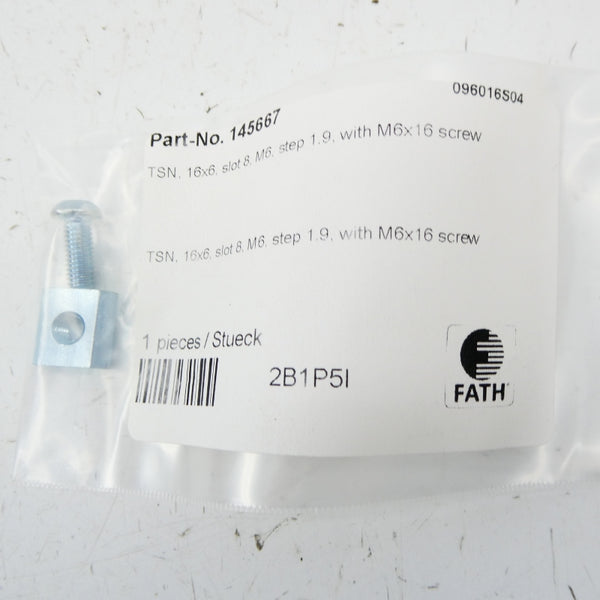 096016S04
Part-No. 145667
TSN, 16x6, slot 8, M6, step 1.9, with M6x16 screw
TSN, 16x6, slot 8, M6, step 1.9, with M6x16 screw
1 pieces / Stueck
2B1P5I
FATH